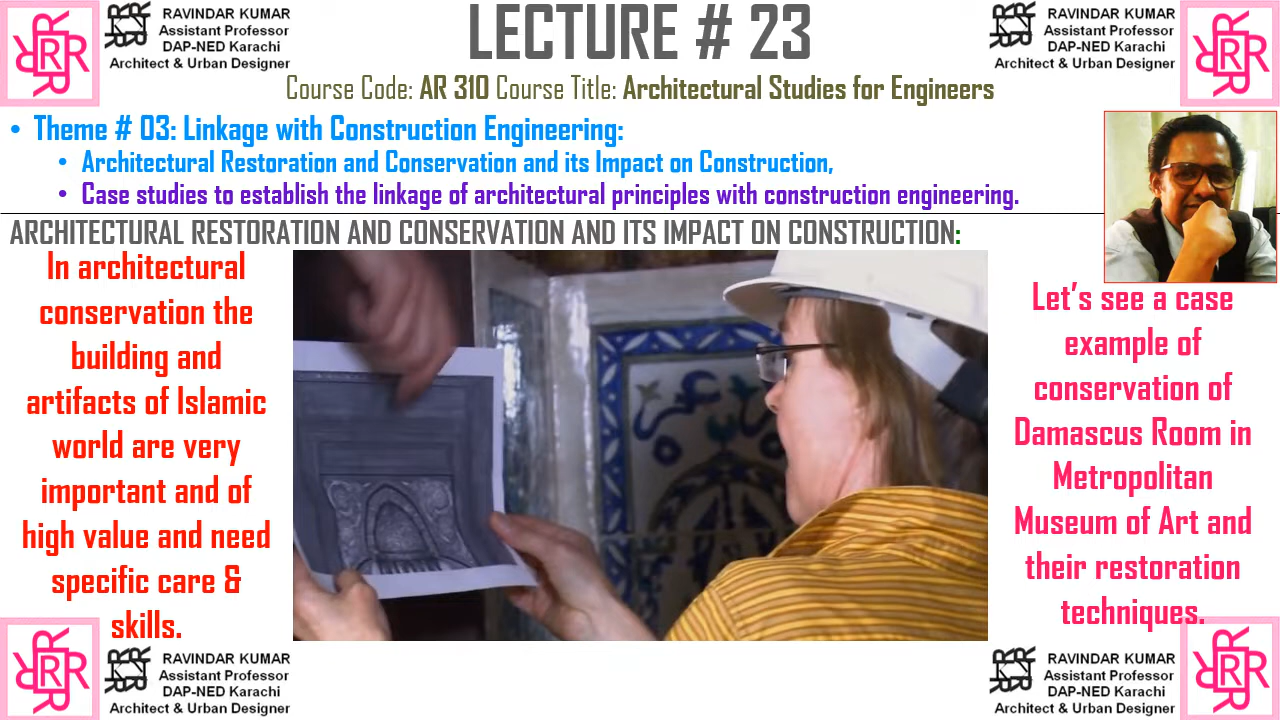 RAVINDAR KUMAR
Assistant Professor
DAP-NED Karachi
Architect & Urban Designer
LECTURE # 23
RAVINDAR KUMAR
Assistant Professor
DAP-NED Karachi
Architect & Urban Designer
Course Code: AR 310 Course Title: Architectural Studies for Engineers
• Theme # 03: Linkage with Construction Engineering:
• Architectural Restoration and Conservation and its Impact on Construction,
• Case studies to establish the linkage of architectural principles with construction engineering.
ARCHITECTURAL RESTORATION AND CONSERVATION AND ITS IMPACT ON CONSTRUCTION:
In architectural
conservation the
building and
artifacts of Islamic
world are very
important and of
high value and need
specific care &
skills.
Let's see a case
example of
conservation of
Damascus Room in
Metropolitan
Museum of Art and
their restoration
techniques.
RAVINDAR KUMAR
Assistant Professor
DAP-NED Karachi
Architect & Urban Designer
RAVINDAR KUMAR
Assistant Professor
DAP-NED Karachi
Architect & Urban Designer